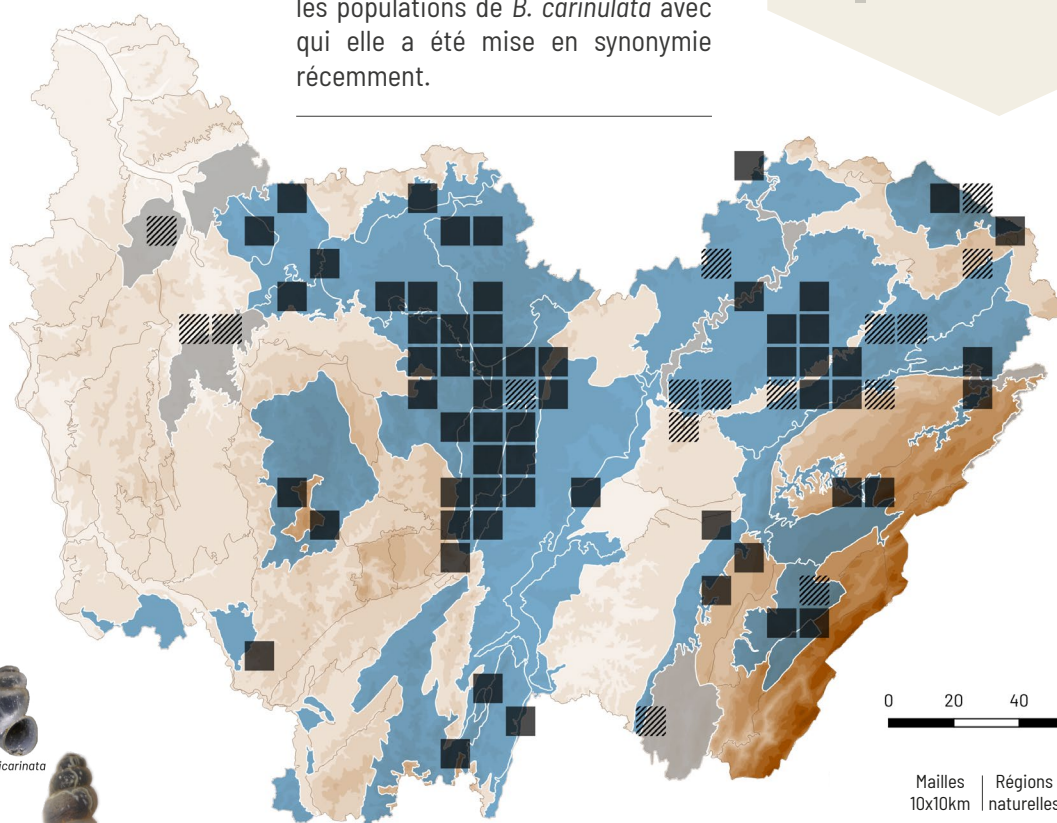 les populations de B. carinulata avec
qui elle a été mise en synonymie
récemment.
icarinata
0 20 40
Mailles
10x10km
Régions
naturelles